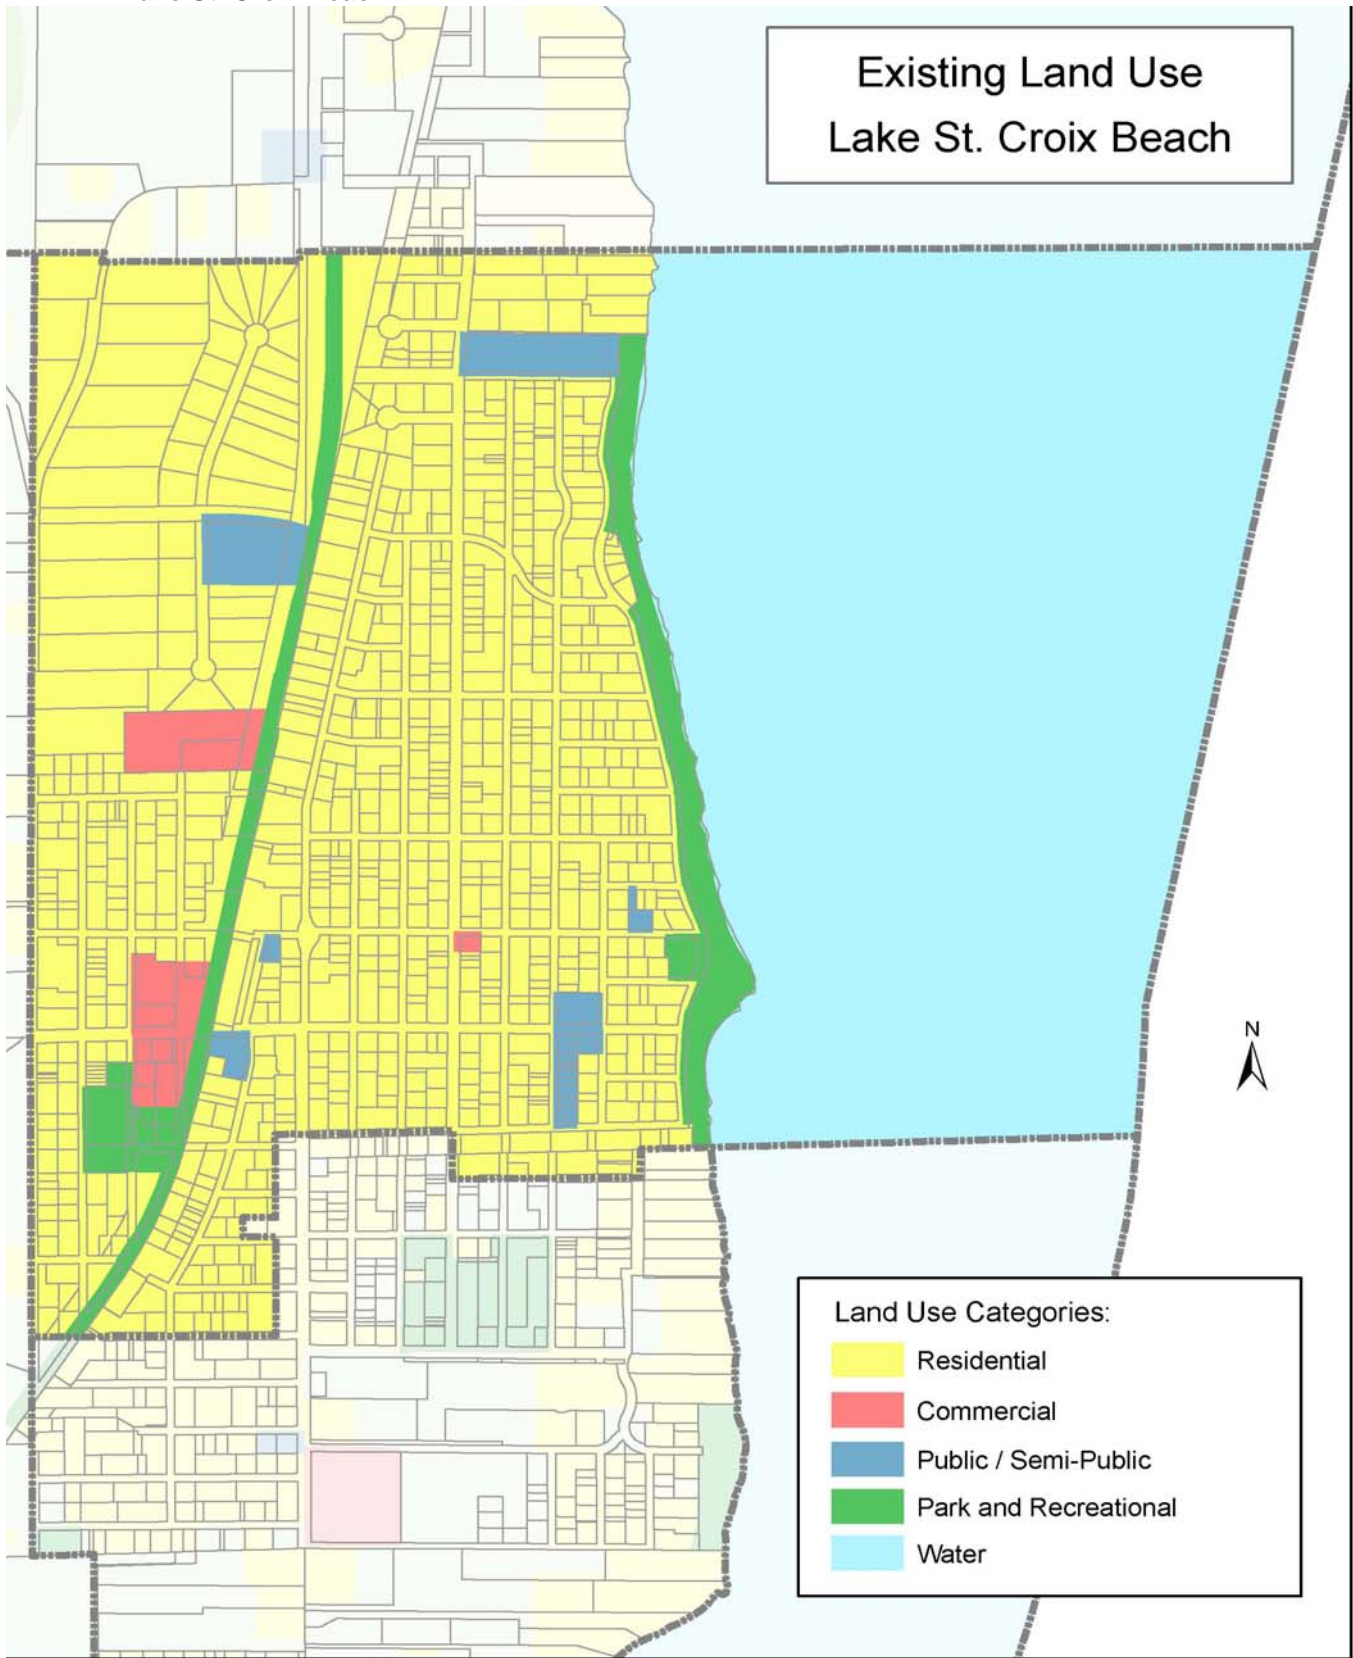 Existing Land Use
Lake St. Croix Beach
N
Land Use Categories:
Residential
Commercial
Public / Semi-Public
Park and Recreational
Water